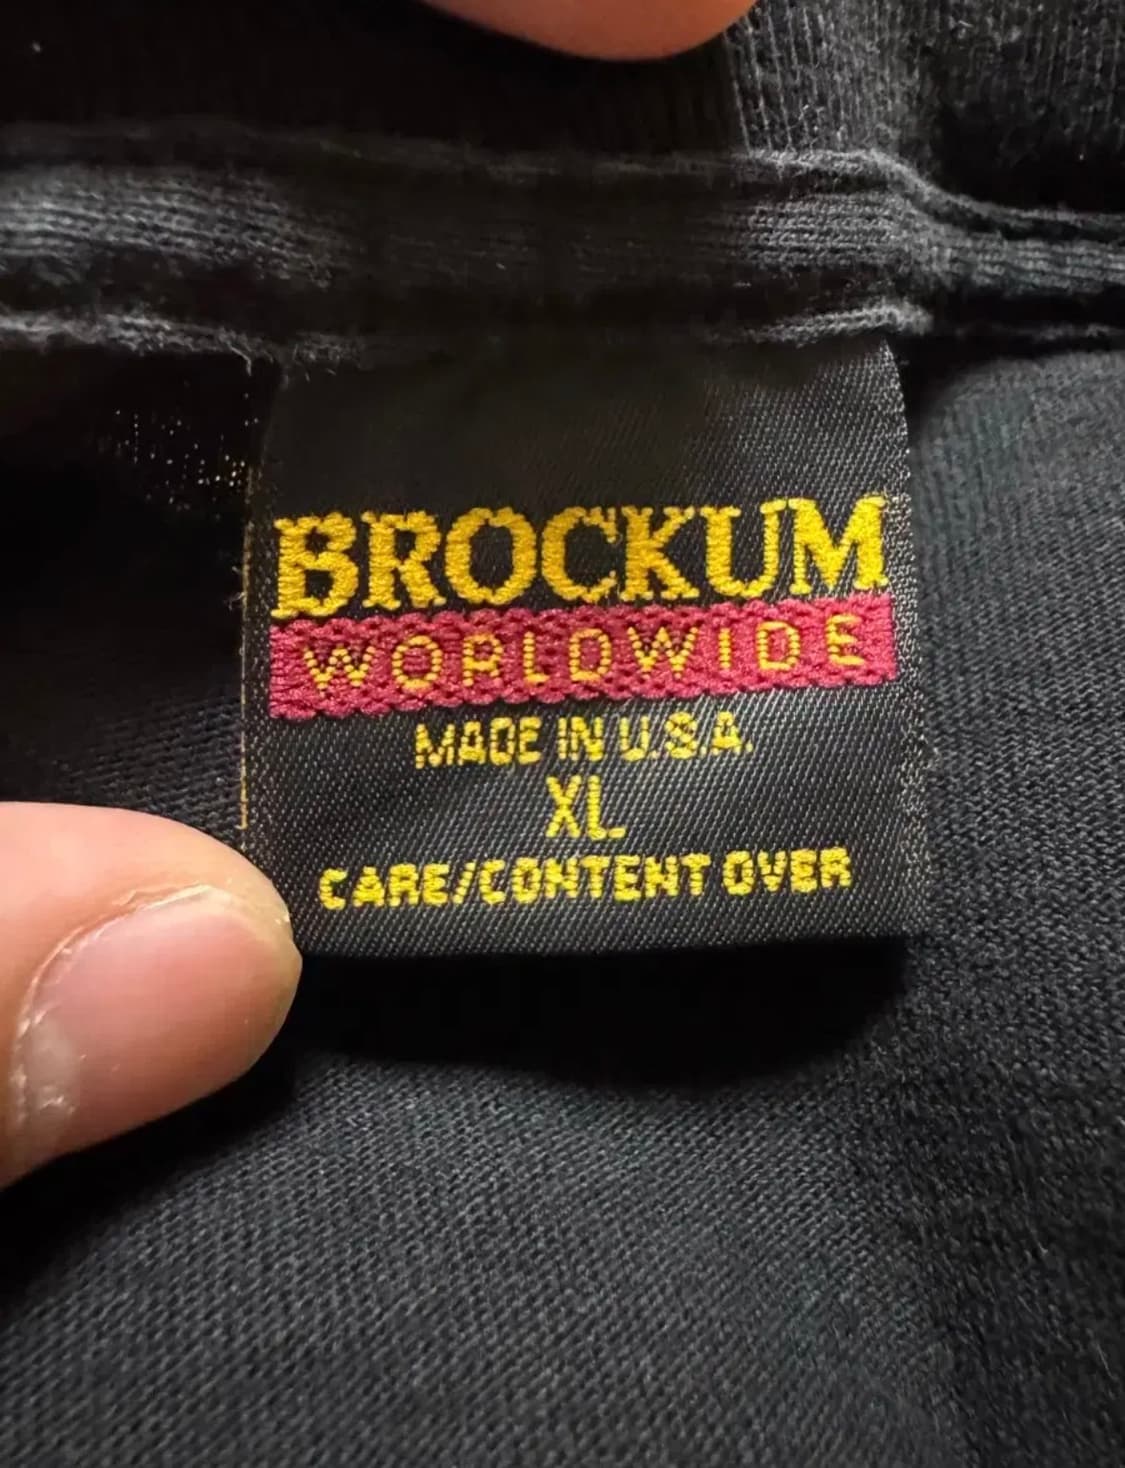 BROCKUM
WORLDWIDE
MADE IN U.S.A.
XL
CARE/CONTENT OVER